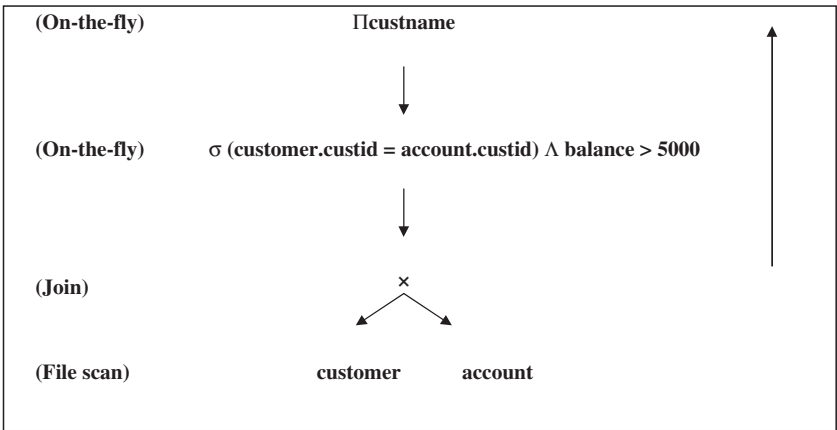 (On-the-fly) Πcustname
(On-the-fly) σ (customer.custid = account.custid) Λ balance > 5000
(Join) ×
(File scan) customer account